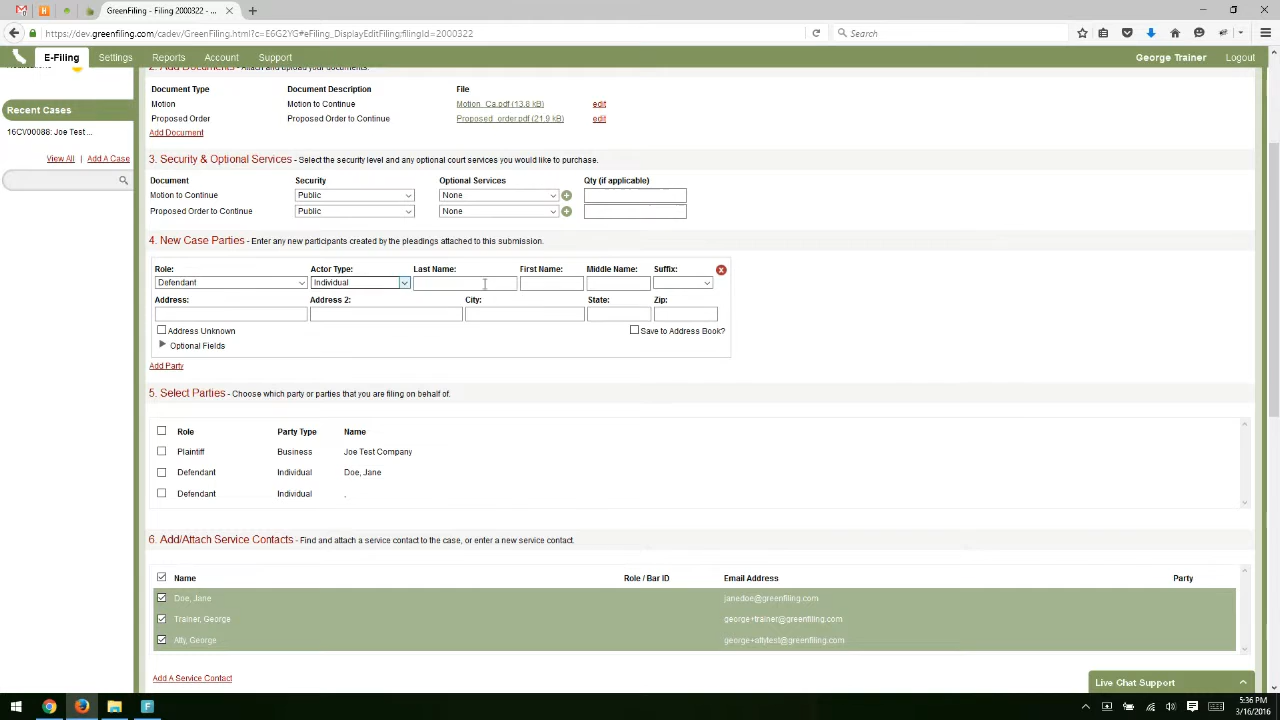 GreenFiling - Filing 2000322 ...
https://dev.greenfiling.com/cadev/GreenFiling.html?c=E6G2YG#eFiling_DisplayEditFiling;filingId=2000322
Search
E-Filing Settings Reports Account Support George Trainer Logout
2. Add Documents - Attach and upload your documents.
Recent Cases
16CV00088: Joe Test ...
View All | Add A Case
Document Type Document Description File
Motion Motion to Continue Motion_Ca.pdf (13.8 kB) edit
Proposed Order Proposed Order to Continue Proposed_order.pdf (21.9 kB) edit
Add Document
3. Security & Optional Services - Select the security level and any optional court services you would like to purchase.
Document Security Optional Services Qty (if applicable)
Motion to Continue Public None
Proposed Order to Continue Public None
4. New Case Parties - Enter any new participants created by the pleadings attached to this submission.
Role: Actor Type: Last Name: First Name: Middle Name: Suffix:
Defendant Individual
Address: Address 2: City: State: Zip:
Address Unknown Save to Address Book?
Optional Fields
Add Party
5. Select Parties - Choose which party or parties that you are filing on behalf of.
Role Party Type Name
Plaintiff Business Joe Test Company
Defendant Individual Doe, Jane
Defendant Individual ,
6. Add/Attach Service Contacts - Find and attach a service contact to the case, or enter a new service contact.
Name Role / Bar ID Email Address Party
Doe, Jane janedoe@greenfiling.com
Trainer, George george+trainer@greenfiling.com
Atty, George george+attytest@greenfiling.com
Add A Service Contact
Live Chat Support
5:36 PM
3/16/2016